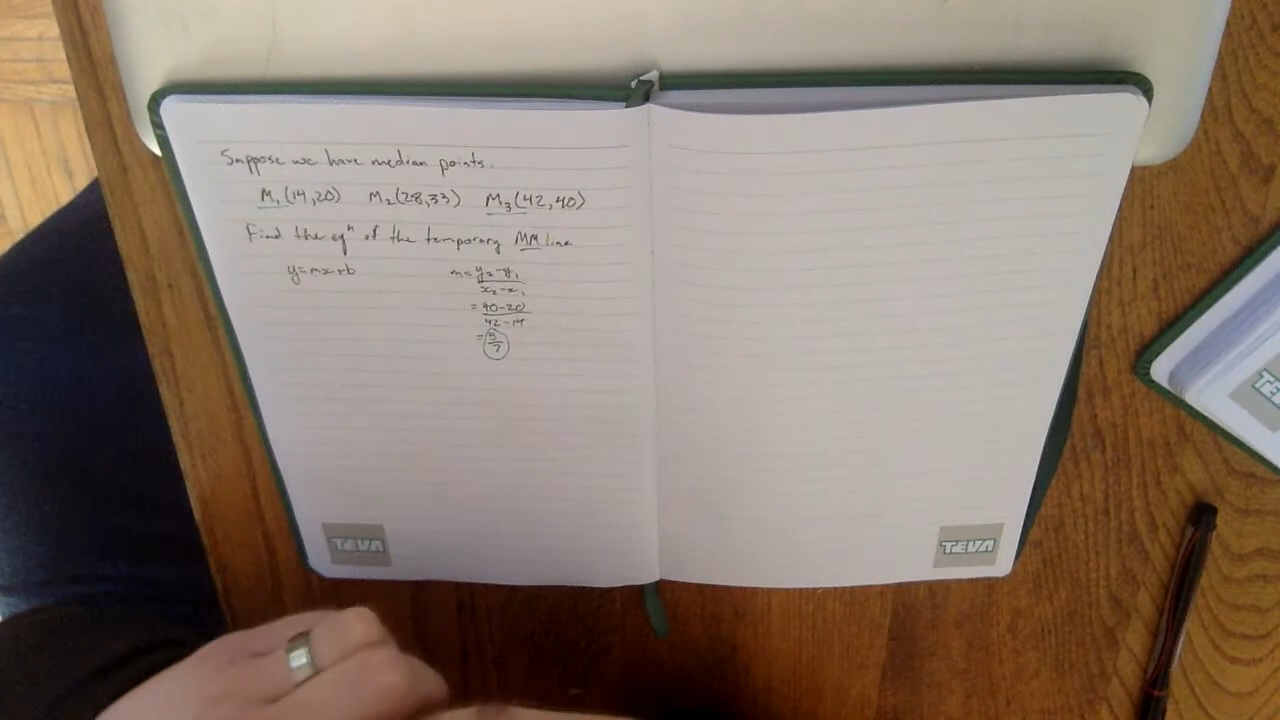 Suppose we have median points.
M₁(14,20) M₂(28,33) M₃(42,40)
Find the eqⁿ of the temporary MM line
y=mx+b
m=y₂-y₁
x₂-x₁
=40-20
42-14
=5
7
TEVA
TEVA